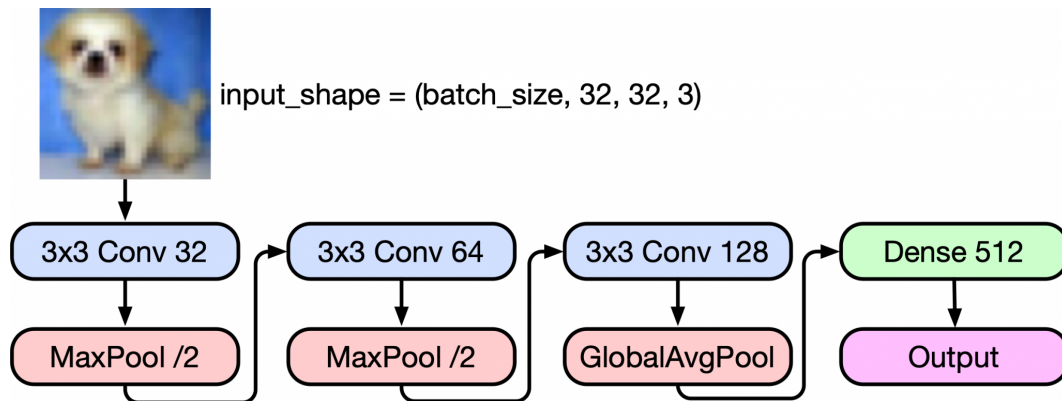 input_shape = (batch_size, 32, 32, 3)
3x3 Conv 32
MaxPool /2
3x3 Conv 64
MaxPool /2
3x3 Conv 128
GlobalAvgPool
Dense 512
Output